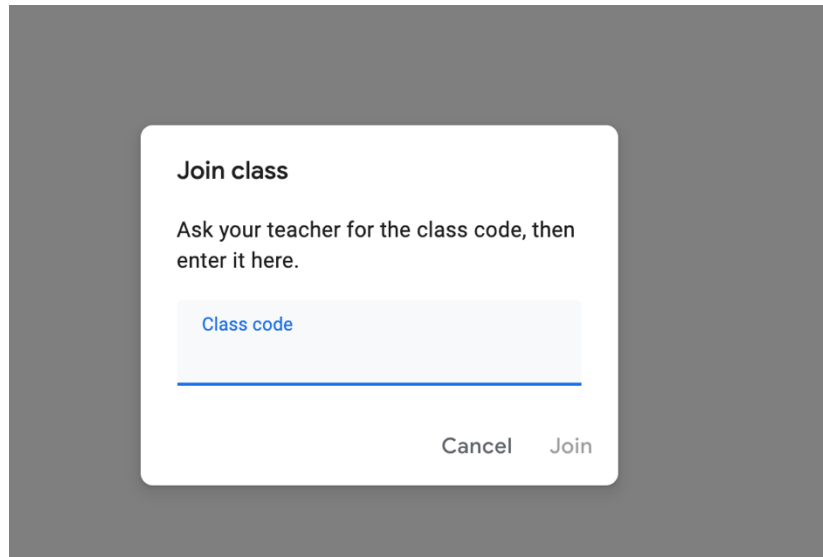 Join class
Ask your teacher for the class code, then
enter it here.
Class code
Cancel Join